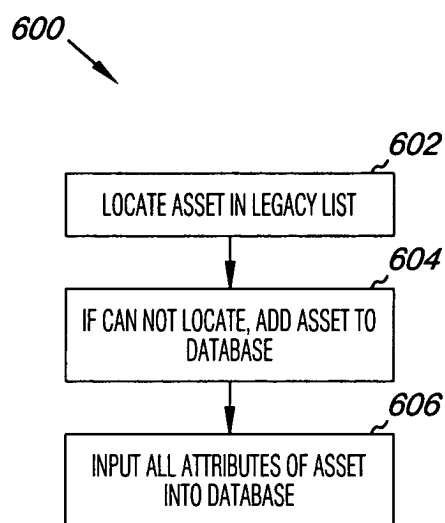 600
602
LOCATE ASSET IN LEGACY LIST
604
IF CAN NOT LOCATE, ADD ASSET TO
DATABASE
606
INPUT ALL ATTRIBUTES OF ASSET
INTO DATABASE